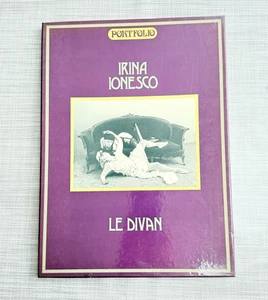 PORTFOLIO
IRINA
IONESCO
LE DIVAN